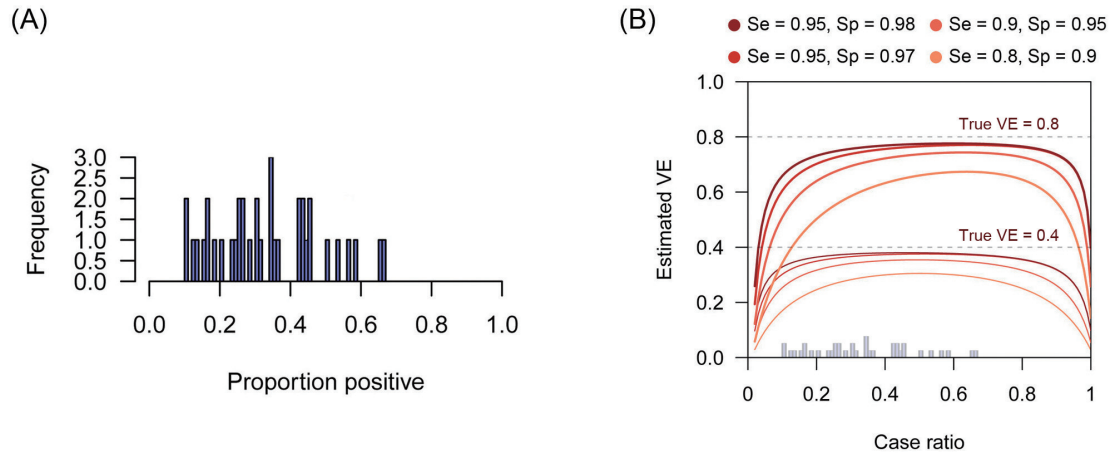 (A)
3.0
2.5
2.0
1.5
1.0
0.5
0.0
Frequency
0.0 0.2 0.4 0.6 0.8 1.0
Proportion positive
(B)
Se = 0.95, Sp = 0.98 Se = 0.9, Sp = 0.95
Se = 0.95, Sp = 0.97 Se = 0.8, Sp = 0.9
1.0
0.8
0.6
0.4
0.2
0.0
Estimated VE
True VE = 0.8
True VE = 0.4
0 0.2 0.4 0.6 0.8 1
Case ratio